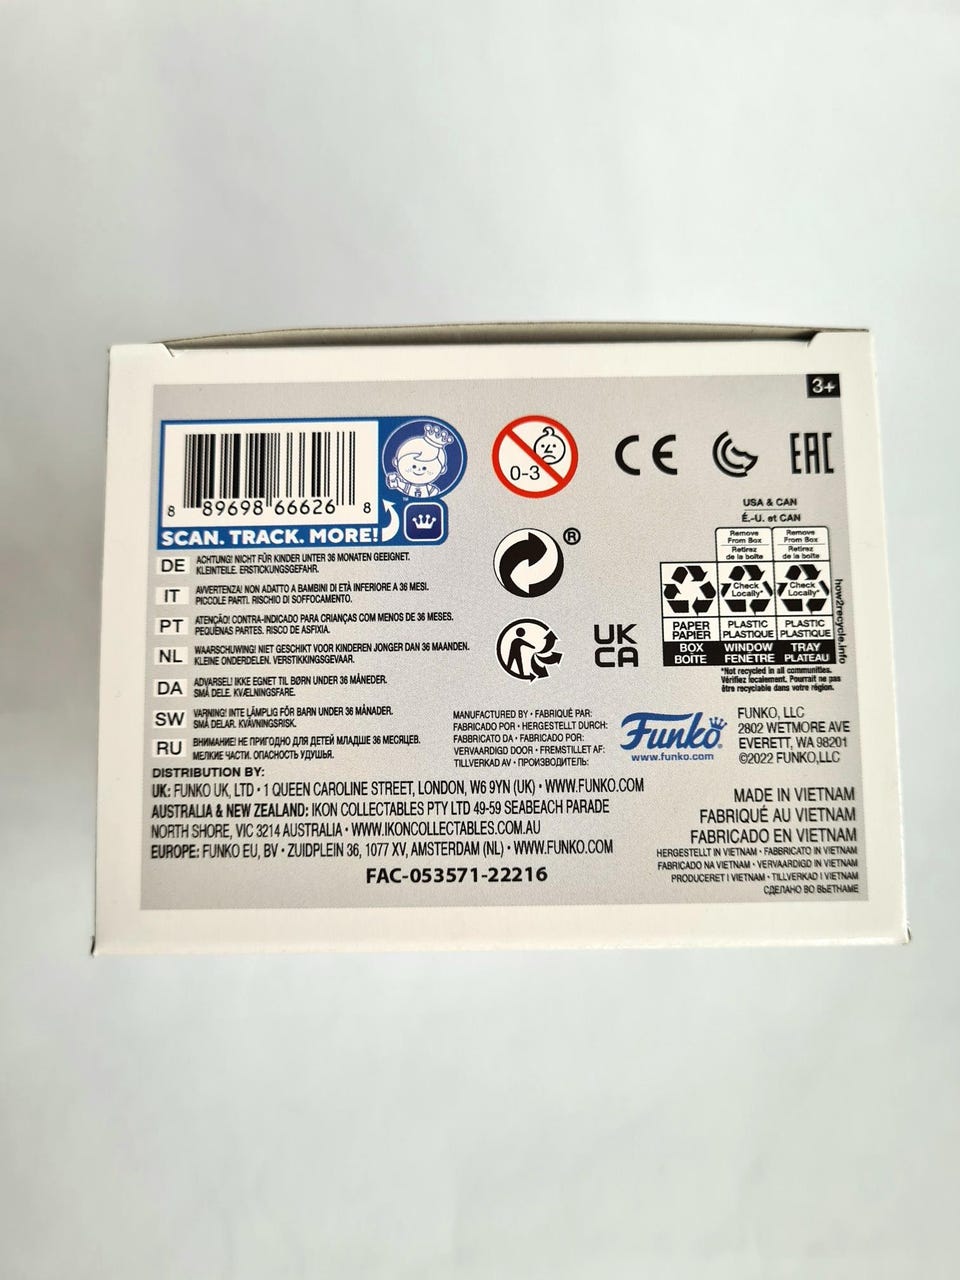 3+
8 89698 66626 8
™
SCAN. TRACK. MORE!
0-3
CE
EAC
®
UK
CA
DE ACHTUNG! NICHT FÜR KINDER UNTER 36 MONATEN GEEIGNET.
KLEINTEILE. ERSTICKUNGSGEFAHR.
IT AVVERTENZA! NON ADATTO A BAMBINI DI ETÀ INFERIORE A 36 MESI.
PICCOLE PARTI. RISCHIO DI SOFFOCAMENTO.
PT ATENÇÃO! CONTRA-INDICADO PARA CRIANÇAS COM MENOS DE 36 MESES.
PEQUENAS PARTES. RISCO DE ASFIXIA.
NL WAARSCHUWING! NIET GESCHIKT VOOR KINDEREN JONGER DAN 36 MAANDEN.
KLEINE ONDERDELEN. VERSTIKKINGSGEVAAR.
DA ADVARSEL! IKKE EGNET TIL BØRN UNDER 36 MÅNEDER.
SMÅ DELE. KVÆLNINGSFARE.
SW VARNING! INTE LÄMPLIG FÖR BARN UNDER 36 MÅNADER.
SMÅ DELAR. KVÄVNINGSRISK.
RU ВНИМАНИЕ! НЕ ПРИГОДНО ДЛЯ ДЕТЕЙ МЛАДШЕ 36 МЕСЯЦЕВ.
МЕЛКИЕ ЧАСТИ. ОПАСНОСТЬ УДУШЬЯ.
USA & CAN
É.-U. et CAN
Remove From Box Remove From Box
Retirez de la boîte Retirez de la boîte
Check Locally* Check Locally*
PAPER PLASTIC PLASTIC
PAPIER PLASTIQUE PLASTIQUE
BOX WINDOW TRAY
BOÎTE FENÊTRE PLATEAU
how2recycle.info
*Not recycled in all communities.
Vérifiez localement. Pourrait ne pas
être recyclable dans votre région.
MANUFACTURED BY • FABRIQUÉ PAR:
FABRICADO POR • HERGESTELLT DURCH:
FABBRICATO DA • FABRICADO POR:
VERVAARDIGD DOOR • FREMSTILLET AF:
TILLVERKAD AV • ПРОИЗВОДИТЕЛЬ:
Funko
www.funko.com
FUNKO, LLC
2802 WETMORE AVE
EVERETT, WA 98201
©2022 FUNKO,LLC
DISTRIBUTION BY:
UK: FUNKO UK, LTD • 1 QUEEN CAROLINE STREET, LONDON, W6 9YN (UK) • WWW.FUNKO.COM
AUSTRALIA & NEW ZEALAND: IKON COLLECTABLES PTY LTD 49-59 SEABEACH PARADE
NORTH SHORE, VIC 3214 AUSTRALIA • WWW.IKONCOLLECTABLES.COM.AU
EUROPE: FUNKO EU, BV • ZUIDPLEIN 36, 1077 XV, AMSTERDAM (NL) • WWW.FUNKO.COM
FAC-053571-22216
MADE IN VIETNAM
FABRIQUÉ AU VIETNAM
FABRICADO EN VIETNAM
HERGESTELLT IN VIETNAM • FABBRICATO IN VIETNAM
FABRICADO NA VIETNAM • VERVAARDIGD IN VIETNAM
PRODUCERET I VIETNAM • TILLVERKAD I VIETNAM
СДЕЛАНО ВО ВЬЕТНАМЕ